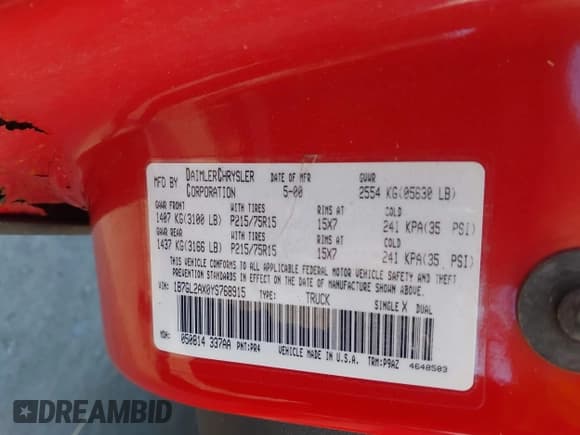 MFD BY DAIMLERCHRYSLER CORPORATION DATE OF MFR 5-00 GVWR 2554 KG(05630 LB)
GAWR FRONT WITH TIRES RIMS AT COLD
1407 KG(3100 LB) P215/75R15 15X7 241 KPA(35 PSI)
GAWR REAR WITH TIRES RIMS AT COLD
1437 KG(3166 LB) P215/75R15 15X7 241 KPA(35 PSI)
THIS VEHICLE CONFORMS TO ALL APPLICABLE FEDERAL MOTOR VEHICLE SAFETY AND THEFT
PREVENTION STANDARDS IN EFFECT ON THE DATE OF MANUFACTURE SHOWN ABOVE.
VIN: 1B7GL2AX0YS768915 TYPE: TRUCK SINGLE X DUAL
MDH: 050814 337AA PNT:PR4 VEHICLE MADE IN U.S.A. TRM:P9AZ 4648503
DREAMBID